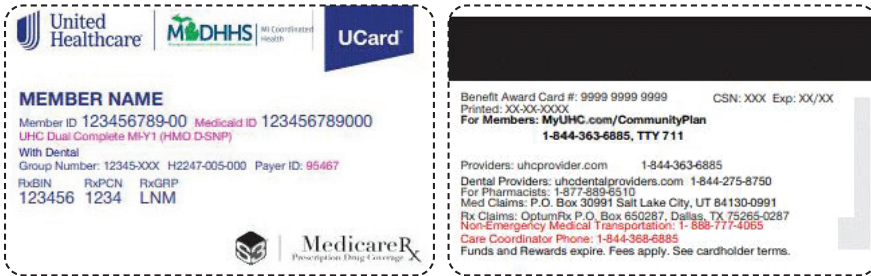 United
Healthcare
MDHHS
MI Coordinated
Health
UCard
MEMBER NAME
Member ID 123456789-00 Medicaid ID 123456789000
UHC Dual Complete MI-Y1 (HMO D-SNP)
With Dental
Group Number: 12345-XXX H2247-005-000 Payer ID: 95467
RxBIN RxPCN RxGRP
123456 1234 LNM
S3
MedicareRx
Prescription Drug Coverage
Benefit Award Card #: 9999 9999 9999 CSN: XXX Exp: XX/XX
Printed: XX-XX-XXXX
For Members: MyUHC.com/CommunityPlan
1-844-363-6885, TTY 711
Providers: uhcprovider.com 1-844-363-6885
Dental Providers: uhcdentalproviders.com 1-844-275-8750
For Pharmacists: 1-877-889-6510
Med Claims: P.O. Box 30991 Salt Lake City, UT 84130-0991
Rx Claims: OptumRx P.O. Box 650287, Dallas, TX 75265-0287
Non-Emergency Medical Transportation: 1- 888-777-4065
Care Coordinator Phone: 1-844-368-6885
Funds and Rewards expire. Fees apply. See cardholder terms.